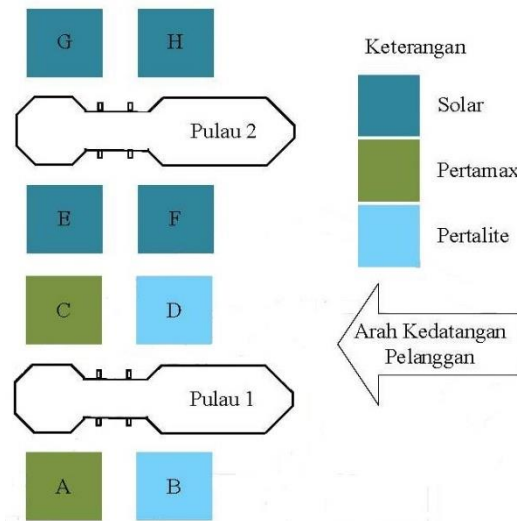 G H
Keterangan
Solar
Pulau 2
Pertamax
E F
Pertalite
C D
Arah Kedatangan
Pelanggan
Pulau 1
A B